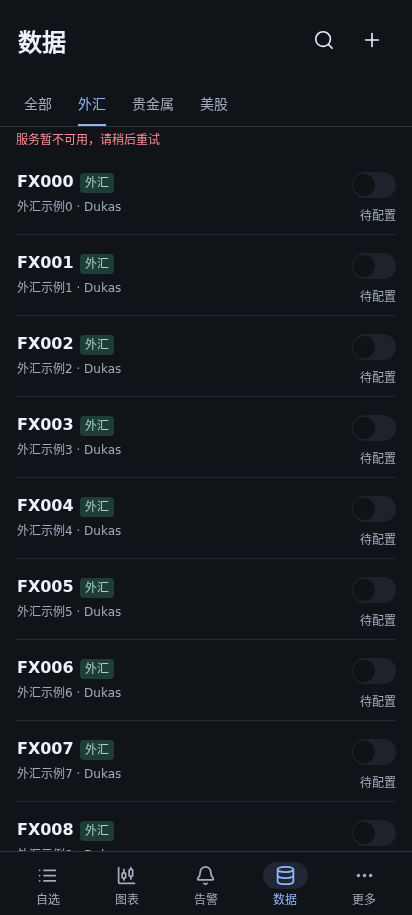 数据
全部 外汇 贵金属 美股
服务暂不可用，请稍后重试
FX000 外汇
外汇示例0 · Dukas
待配置
FX001 外汇
外汇示例1 · Dukas
待配置
FX002 外汇
外汇示例2 · Dukas
待配置
FX003 外汇
外汇示例3 · Dukas
待配置
FX004 外汇
外汇示例4 · Dukas
待配置
FX005 外汇
外汇示例5 · Dukas
待配置
FX006 外汇
外汇示例6 · Dukas
待配置
FX007 外汇
外汇示例7 · Dukas
待配置
FX008 外汇
自选 图表 告警 数据 更多